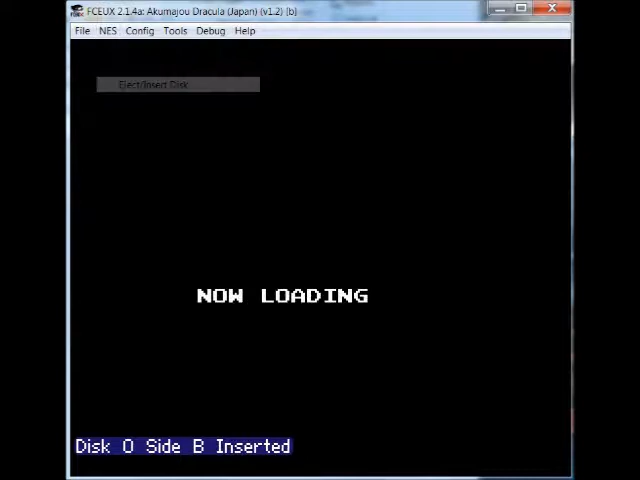 FCEUX 2.1.4a: Akumajou Dracula (Japan) (v1.2) [b]
File NES Config Tools Debug Help
Eject/Insert Disk
NOW LOADING
Disk 0 Side B Inserted